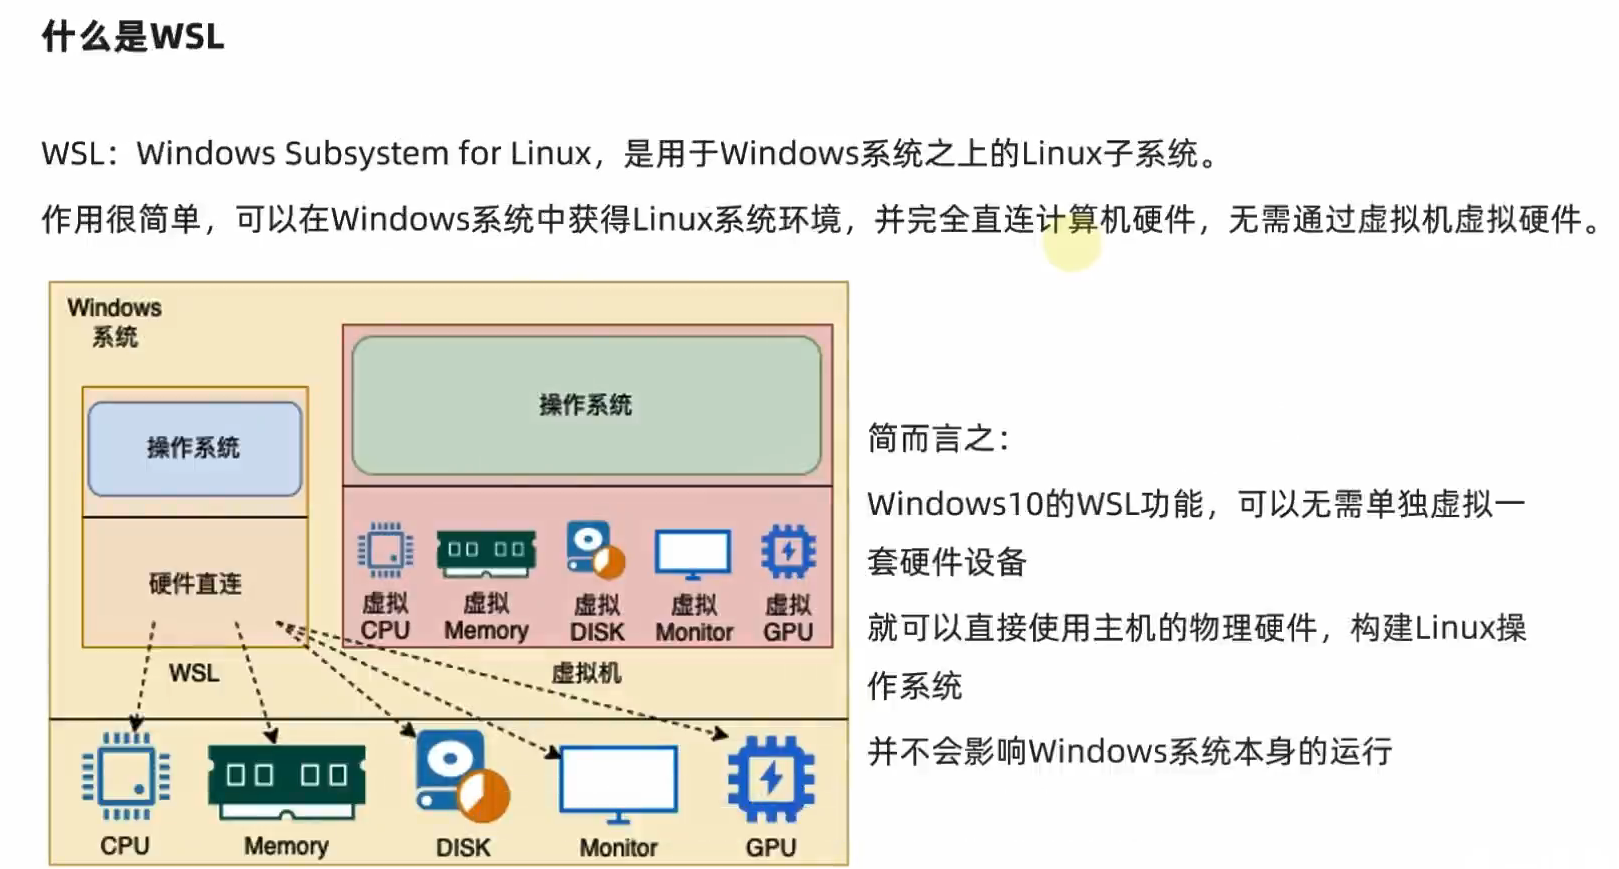 什么是WSL
WSL：Windows Subsystem for Linux，是用于Windows系统之上的Linux子系统。
作用很简单，可以在Windows系统中获得Linux系统环境，并完全直连计算机硬件，无需通过虚拟机虚拟硬件。
Windows
系统
操作系统
硬件直连
WSL
操作系统
虚拟
CPU
虚拟
Memory
虚拟
DISK
虚拟
Monitor
虚拟
GPU
虚拟机
CPU
Memory
DISK
Monitor
GPU
简而言之：
Windows10的WSL功能，可以无需单独虚拟一
套硬件设备
就可以直接使用主机的物理硬件，构建Linux操
作系统
并不会影响Windows系统本身的运行